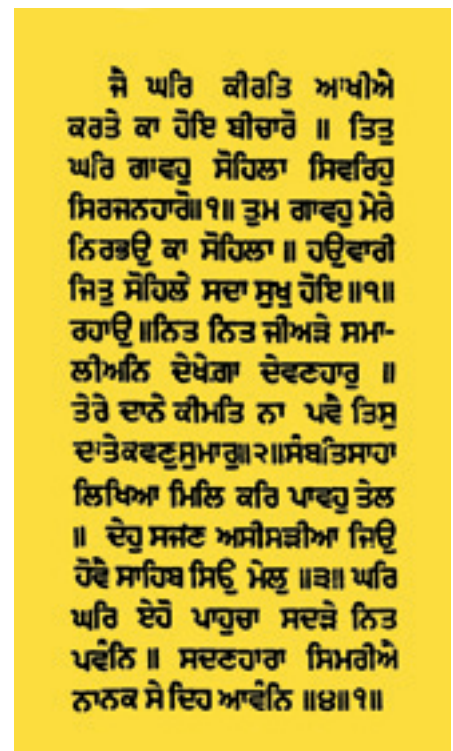 ਜੈ ਘਰਿ ਕੀਰਤਿ ਆਖੀਐ
ਕਰਤੇ ਕਾ ਹੋਇ ਬੀਚਾਰੋ ॥ ਤਿਤੁ
ਘਰਿ ਗਾਵਹੁ ਸੋਹਿਲਾ ਸਿਵਰਿਹੁ
ਸਿਰਜਨਹਾਰੋ॥੧॥ ਤੁਮ ਗਾਵਹੁ ਮੇਰੇ
ਨਿਰਭਉ ਕਾ ਸੋਹਿਲਾ ॥ ਹਉਵਾਰੀ
ਜਿਤੁ ਸੋਹਿਲੇ ਸਦਾ ਸੁਖੁ ਹੋਇ॥੧॥
ਰਹਾਉ ॥ਨਿਤ ਨਿਤ ਜੀਅੜੇ ਸਮਾ-
ਲੀਅਨਿ ਦੇਖੈਗਾ ਦੇਵਣਹਾਰੁ ॥
ਤੇਰੇ ਦਾਨੇ ਕੀਮਤਿ ਨਾ ਪਵੈ ਤਿਸੁ
ਦਾਤੇਕਵਣੁਸੁਮਾਰੁ॥੨॥ਸੰਬਤਿਸਾਹਾ
ਲਿਖਿਆ ਮਿਲਿ ਕਰਿ ਪਾਵਹੁ ਤੇਲ
॥ ਦੇਹੁ ਸਜਣ ਅਸੀਸੜੀਆ ਜਿਉ
ਹੋਵੈ ਸਾਹਿਬ ਸਿਉ ਮੇਲੁ ॥੩॥ ਘਰਿ
ਘਰਿ ਏਹੋ ਪਾਹੁਚਾ ਸਦੜੇ ਨਿਤ
ਪਵੰਨਿ ॥ ਸਦਣਹਾਰਾ ਸਿਮਰੀਐ
ਨਾਨਕ ਸੇ ਦਿਹ ਆਵੰਨਿ ॥੪॥੧॥